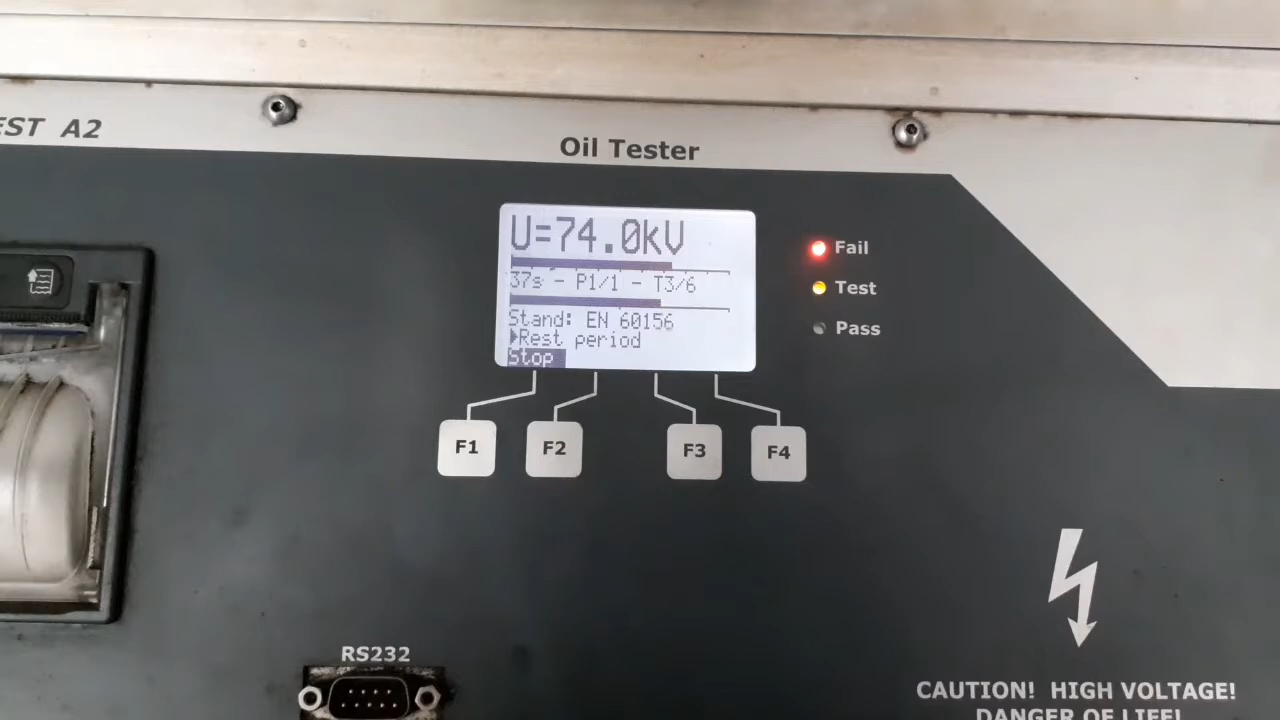 EST A2
Oil Tester
U=74.0kV
37s - P1/1 - T3/6
Stand: EN 60156
Rest period
Stop
Fail
Test
Pass
F1
F2
F3
F4
RS232
CAUTION! HIGH VOLTAGE!
DANGER OF LIFE!